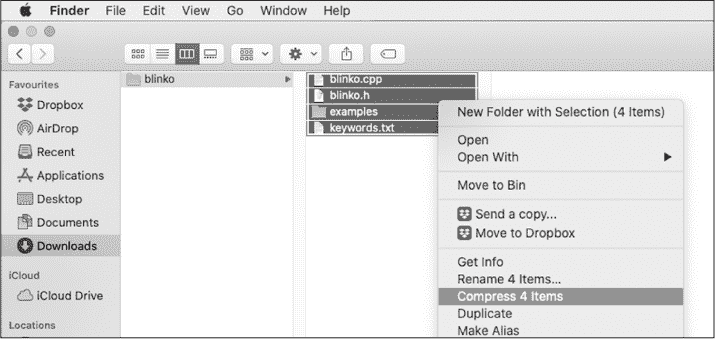 Finder File Edit View Go Window Help
Favourites
Dropbox
AirDrop
Recent
Applications
Desktop
Documents
Downloads
iCloud
iCloud Drive
Locations
blinko
blinko.cpp
blinko.h
examples
keywords.txt
New Folder with Selection (4 Items)
Open
Open With
Move to Bin
Send a copy...
Move to Dropbox
Get Info
Rename 4 Items...
Compress 4 Items
Duplicate
Make Alias